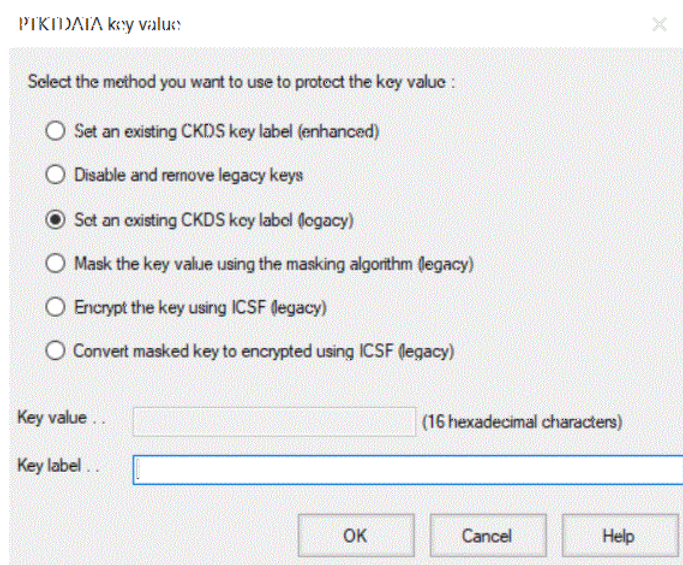 PTKTDATA key value
Select the method you want to use to protect the key value :
Set an existing CKDS key label (enhanced)
Disable and remove legacy keys
Set an existing CKDS key label (legacy)
Mask the key value using the masking algorithm (legacy)
Encrypt the key using ICSF (legacy)
Convert masked key to encrypted using ICSF (legacy)
Key value . . (16 hexadecimal characters)
Key label . .
OK Cancel Help